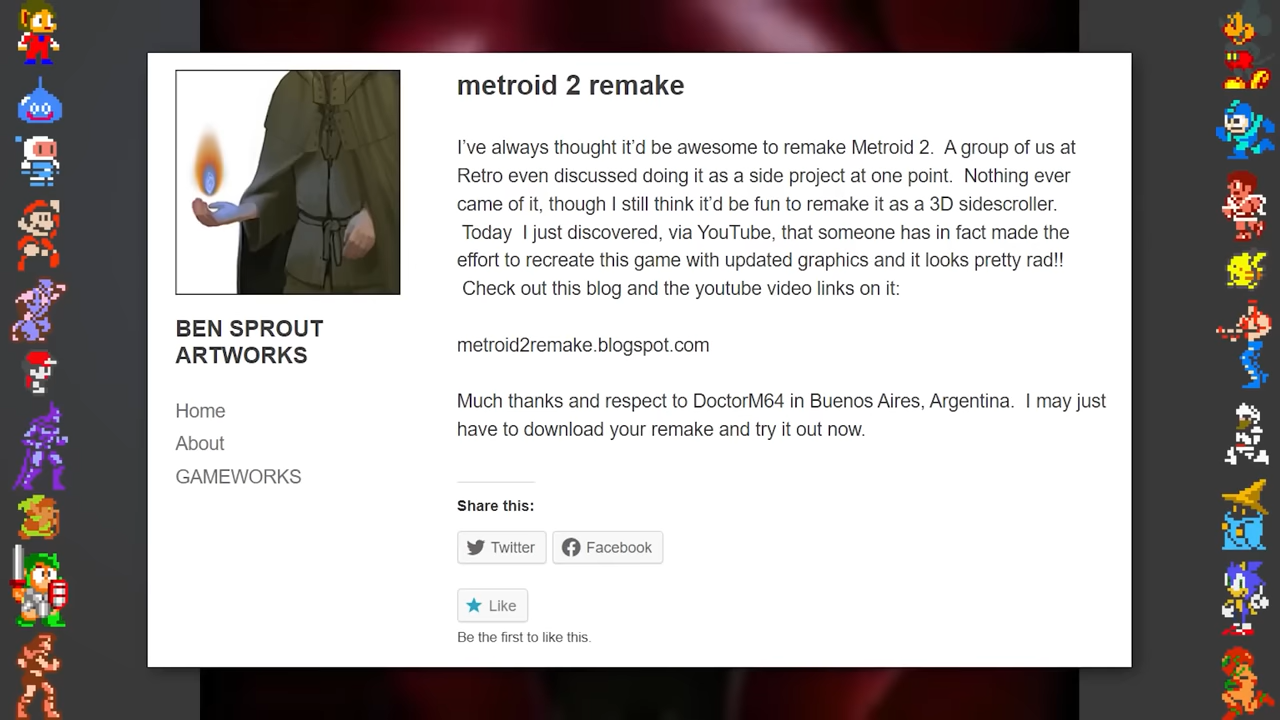 metroid 2 remake
I’ve always thought it’d be awesome to remake Metroid 2.  A group of us at
Retro even discussed doing it as a side project at one point.  Nothing ever
came of it, though I still think it’d be fun to remake it as a 3D sidescroller.
Today  I just discovered, via YouTube, that someone has in fact made the
effort to recreate this game with updated graphics and it looks pretty rad!!
Check out this blog and the youtube video links on it:
metroid2remake.blogspot.com
Much thanks and respect to DoctorM64 in Buenos Aires, Argentina.  I may just
have to download your remake and try it out now.
Share this:
Twitter
Facebook
Like
Be the first to like this.
BEN SPROUT
ARTWORKS
Home
About
GAMEWORKS